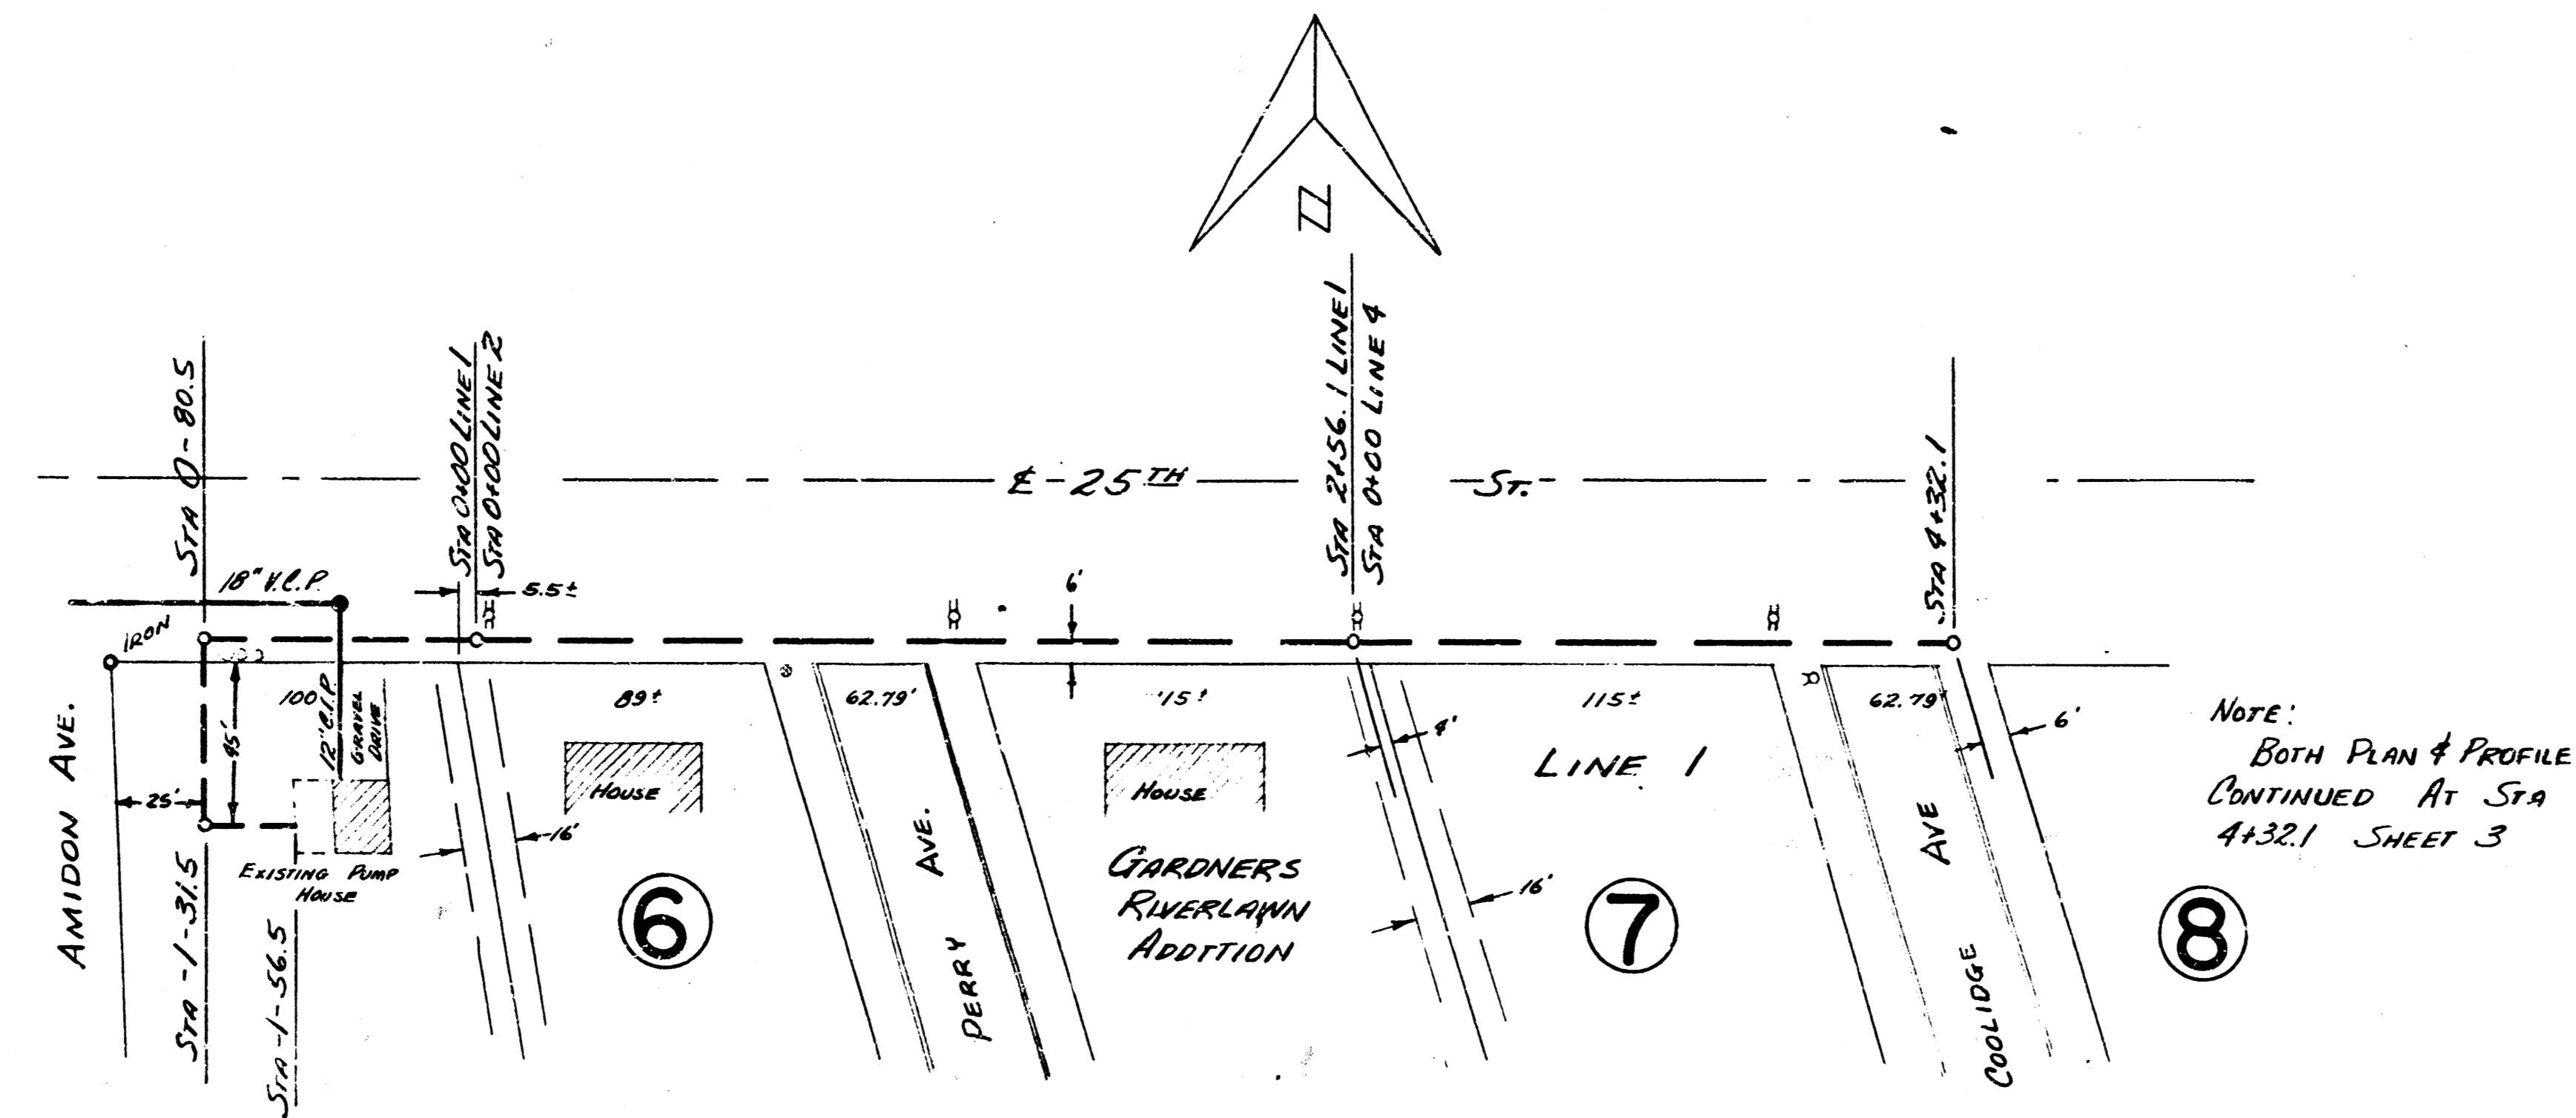 STA 0-80.5
STA 0+00 LINE 1
STA 0+00 LINE 2
STA 2+56.1 LINE 1
STA 0+00 LINE 4
STA 4+32.1
℄ - 25TH ST.
N
18" V.C.P.
5.5±
6'
IRON
100
12" C.I.P.
GRAVEL
DRIVE
45'
25'
89±
62.79'
15±
4'
115±
62.79'
6'
AMIDON AVE.
HOUSE
HOUSE
LINE 1
EXISTING PUMP
HOUSE
16'
16'
STA -1-31.5
STA -1-56.5
6
PERRY AVE.
GARDNERS
RIVERLAWN
ADDITION
7
COOLIDGE AVE
8
NOTE:
BOTH PLAN & PROFILE
CONTINUED AT STA
4+32.1 SHEET 3